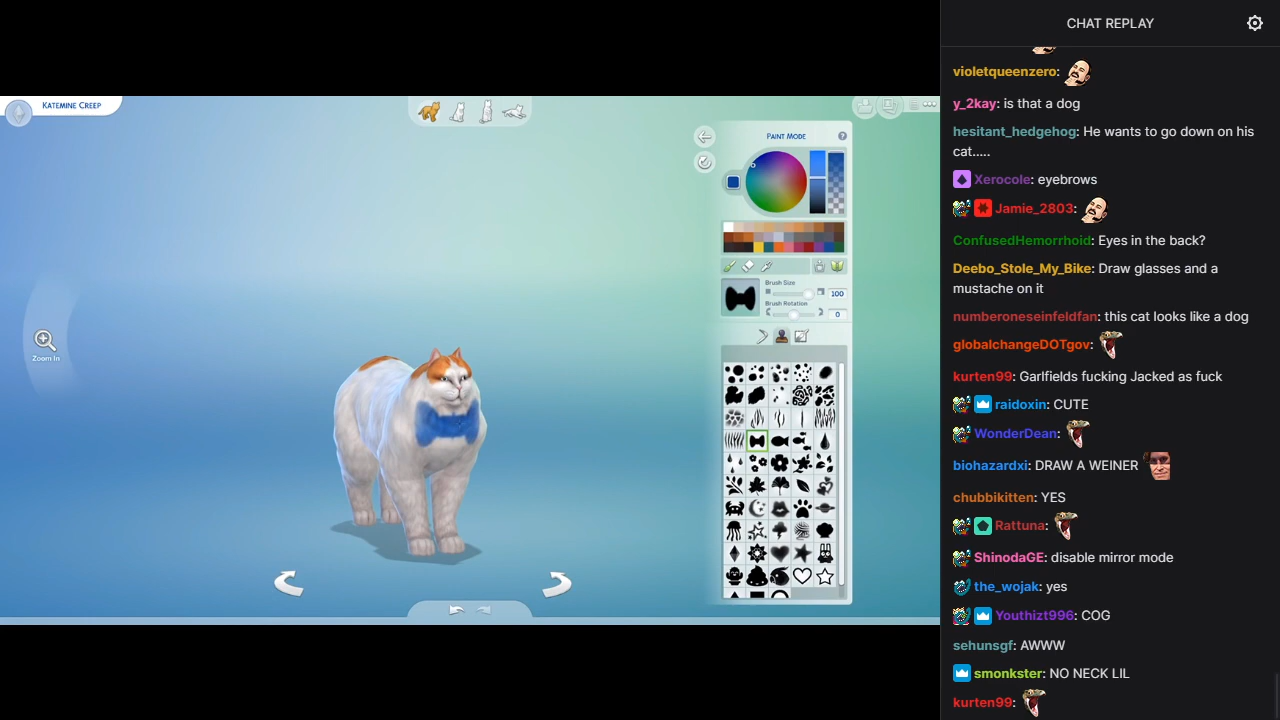 KATEMINE CREEP
Zoom In
PAINT MODE
?
Brush Size
100
Brush Rotation
0
CHAT REPLAY
violetqueenzero:
y_2kay: is that a dog
hesitant_hedgehog: He wants to go down on his
cat.....
Xerocole: eyebrows
Jamie_2803:
ConfusedHemorrhoid: Eyes in the back?
Deebo_Stole_My_Bike: Draw glasses and a
mustache on it
numberoneseinfeldfan: this cat looks like a dog
globalchangeDOTgov:
kurten99: Garlfields fucking Jacked as fuck
raidoxin: CUTE
WonderDean:
biohazardxi: DRAW A WEINER
chubbikitten: YES
Rattuna:
ShinodaGE: disable mirror mode
the_wojak: yes
Youthizt996: COG
sehunsgf: AWWW
smonkster: NO NECK LIL
kurten99: